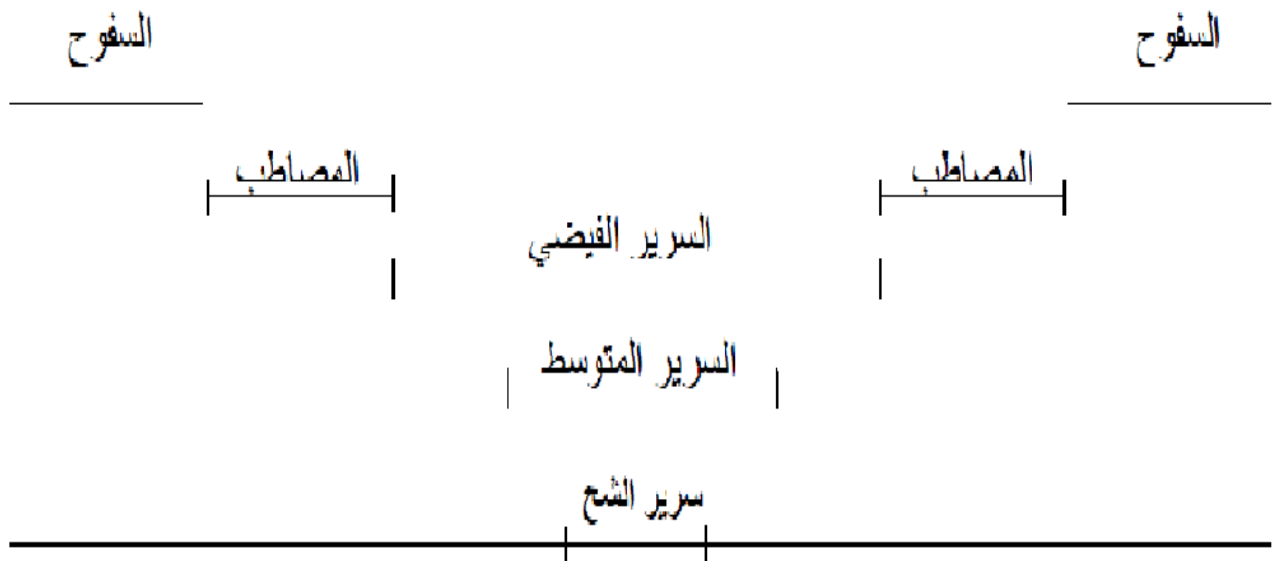 السفوح السفوح
المصاطب المصاطب
السرير الفيضي
السرير المتوسط
سرير الشح